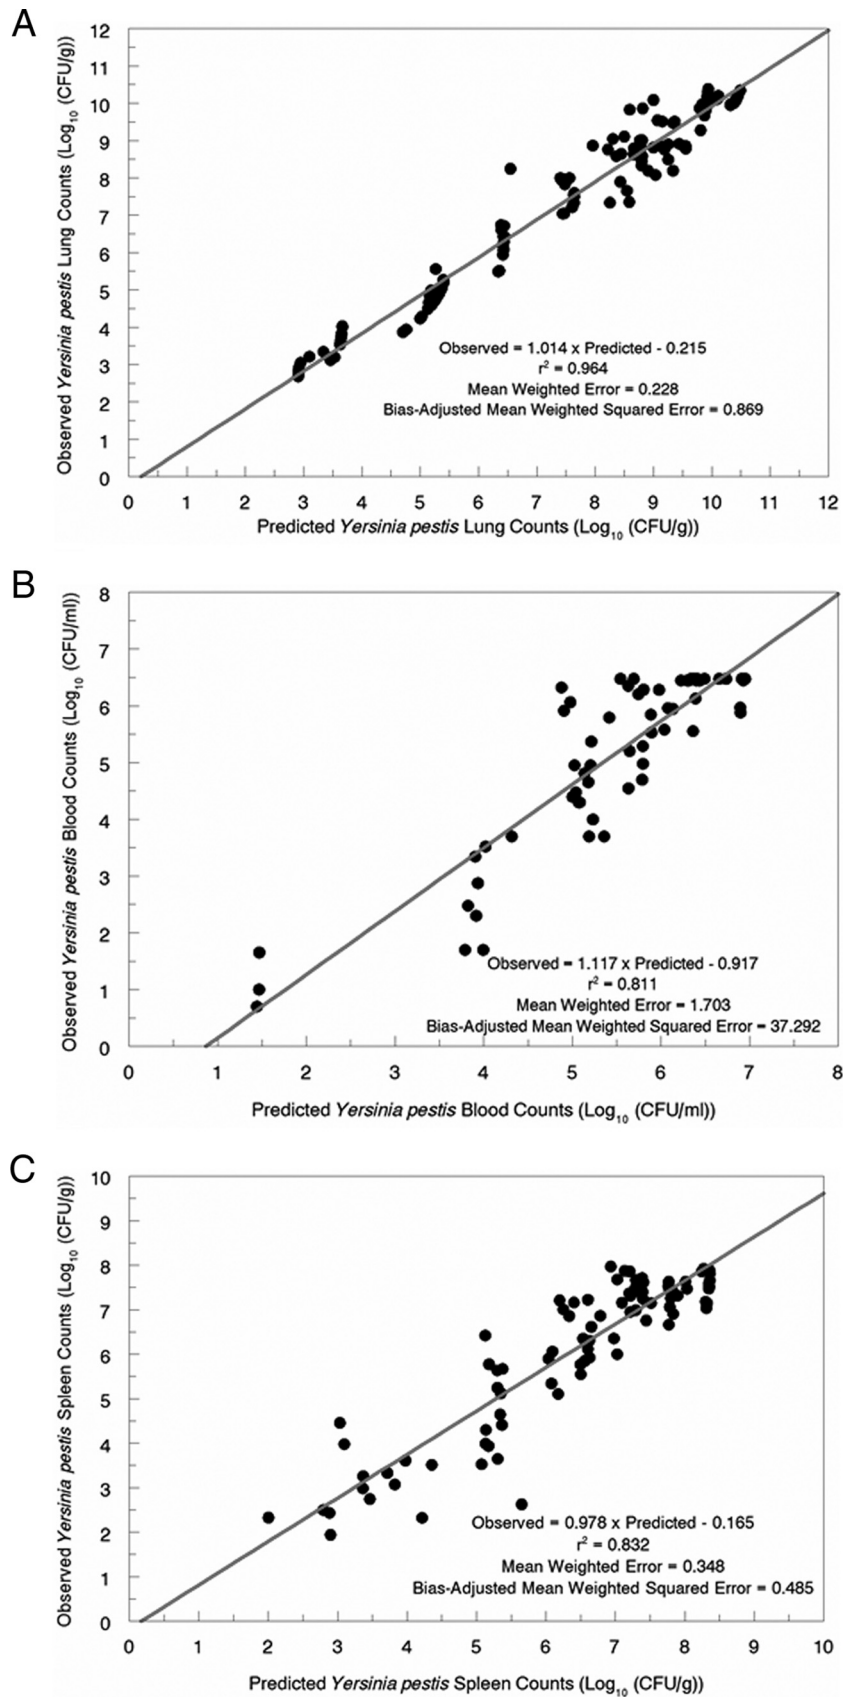 A
12
11
10
9
8
7
6
5
4
3
2
1
0
Observed Yersinia pestis Lung Counts (Log10 (CFU/g))
Observed = 1.014 x Predicted - 0.215
r2 = 0.964
Mean Weighted Error = 0.228
Bias-Adjusted Mean Weighted Squared Error = 0.869
0 1 2 3 4 5 6 7 8 9 10 11 12
Predicted Yersinia pestis Lung Counts (Log10 (CFU/g))
B
8
7
6
5
4
3
2
1
0
Observed Yersinia pestis Blood Counts (Log10 (CFU/ml))
Observed = 1.117 x Predicted - 0.917
r2 = 0.811
Mean Weighted Error = 1.703
Bias-Adjusted Mean Weighted Squared Error = 37.292
0 1 2 3 4 5 6 7 8
Predicted Yersinia pestis Blood Counts (Log10 (CFU/ml))
C
10
9
8
7
6
5
4
3
2
1
0
Observed Yersinia pestis Spleen Counts (Log10 (CFU/g))
Observed = 0.978 x Predicted - 0.165
r2 = 0.832
Mean Weighted Error = 0.348
Bias-Adjusted Mean Weighted Squared Error = 0.485
0 1 2 3 4 5 6 7 8 9 10
Predicted Yersinia pestis Spleen Counts (Log10 (CFU/g))